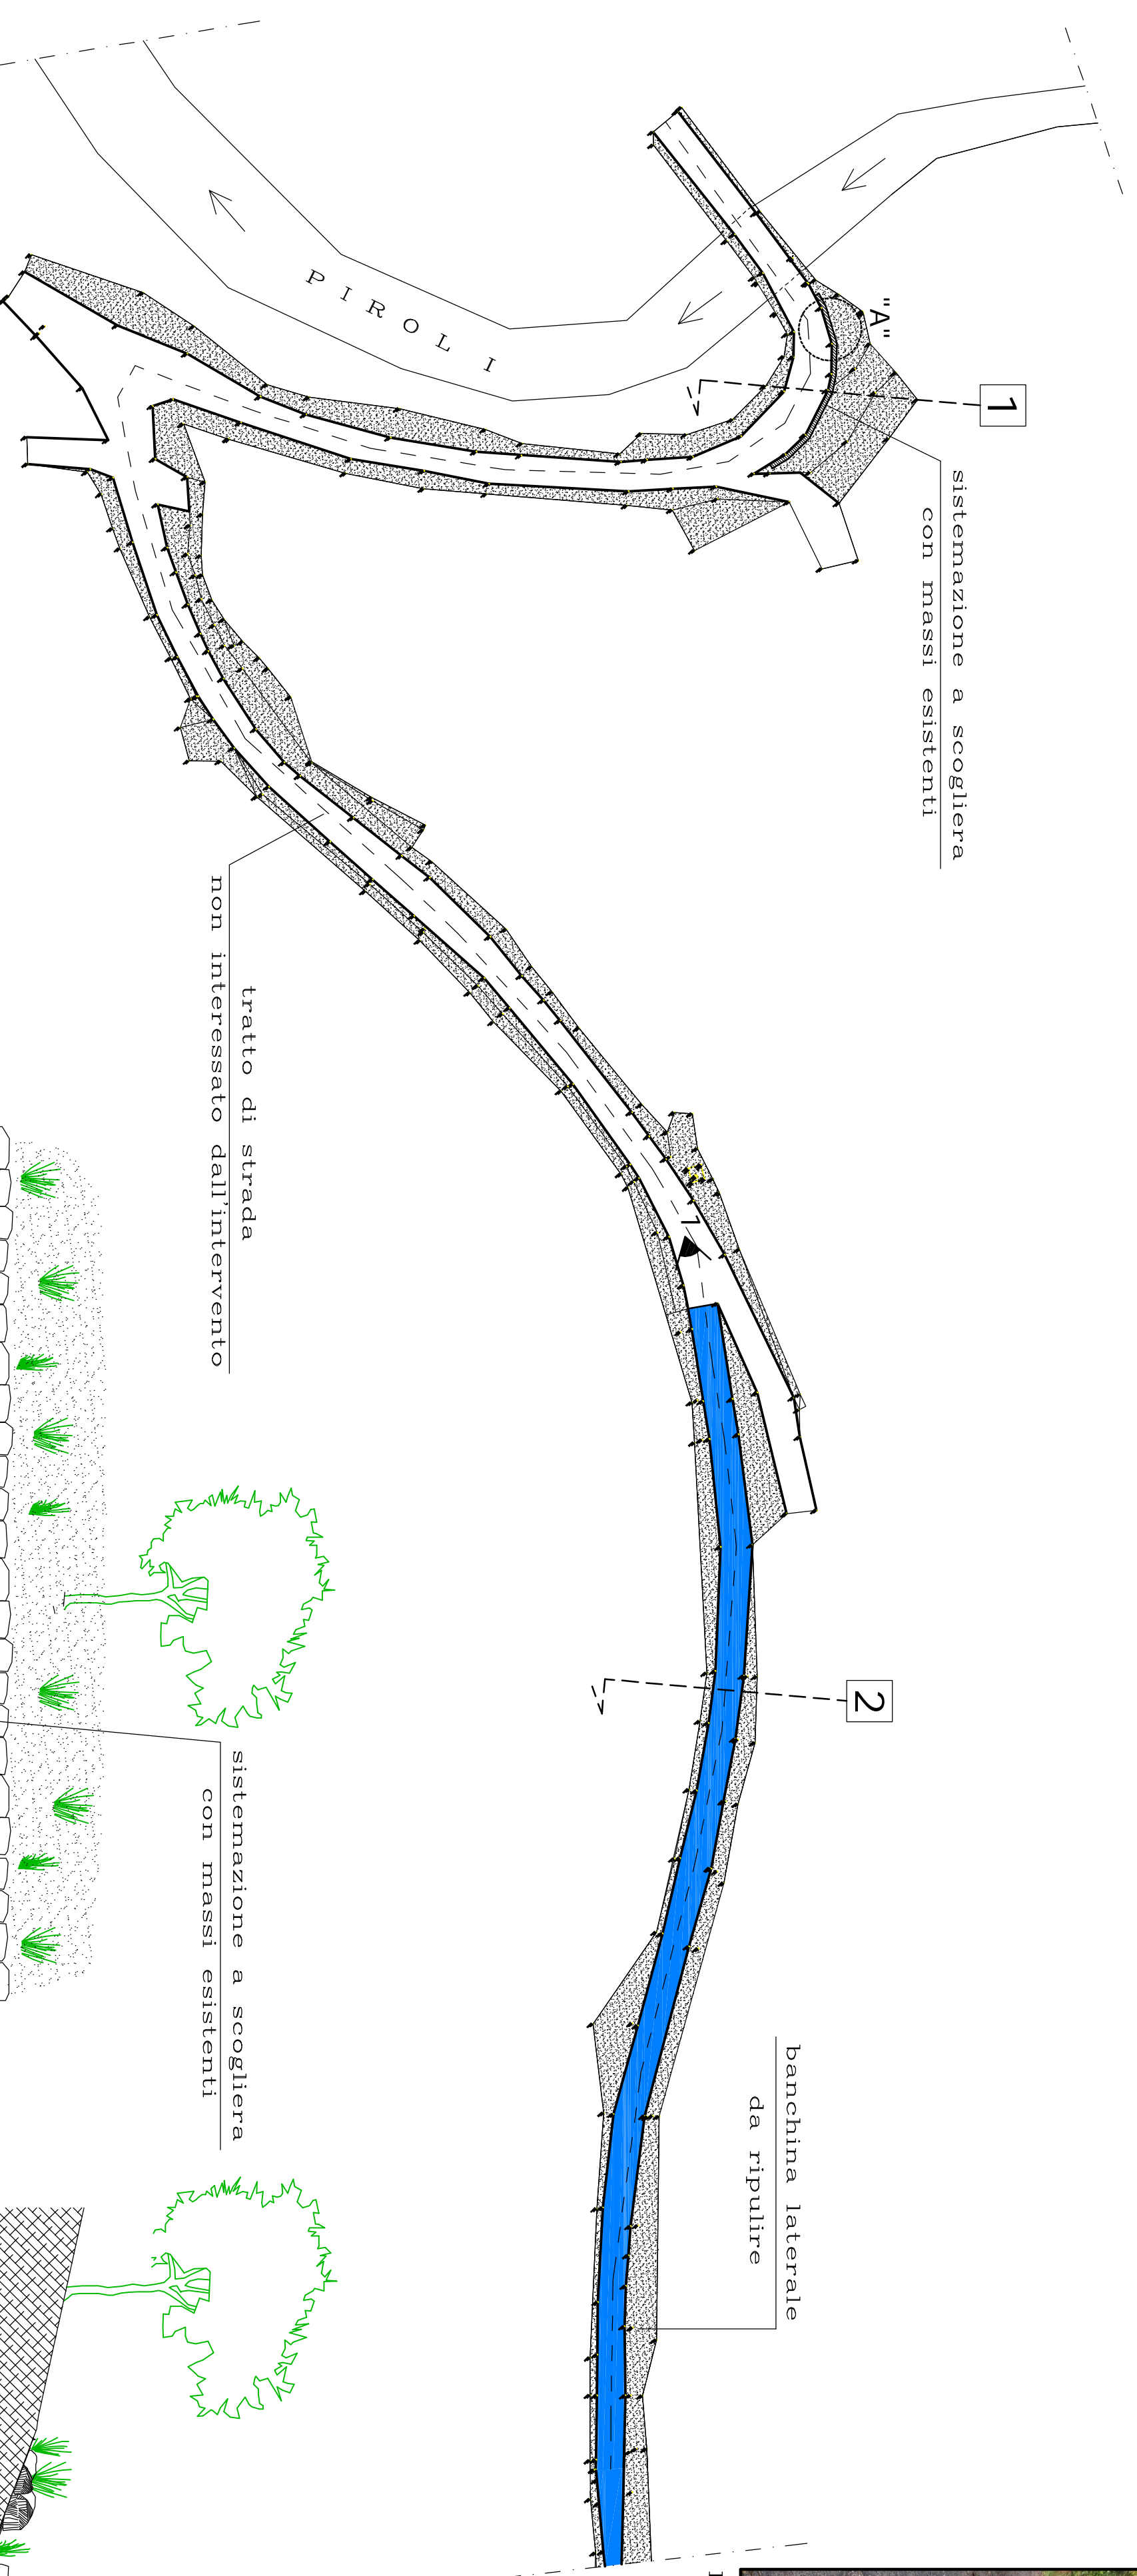 1
"A"
sistemazione a scogliera
con massi esistenti
PIROLI
tratto di strada
non interessato dall'intervento
1
2
banchina laterale
da ripulire
sistemazione a scogliera
con massi esistenti